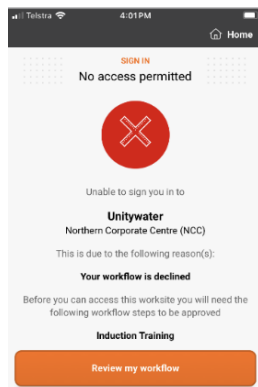 Telstra 4:01PM
Home
SIGN IN
No access permitted
Unable to sign you in to
Unitywater
Northern Corporate Centre (NCC)
This is due to the following reason(s):
Your workflow is declined
Before you can access this worksite you will need the
following workflow steps to be approved
Induction Training
Review my workflow